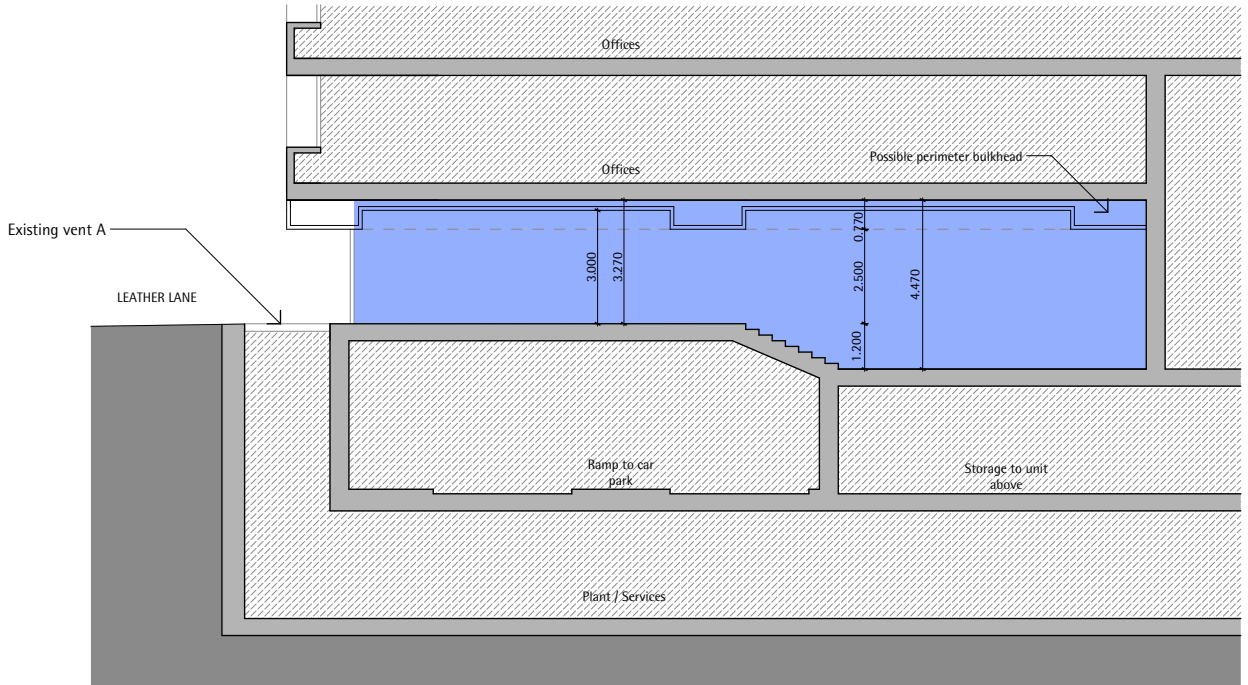 Offices
Offices
Possible perimeter bulkhead
Existing vent A
LEATHER LANE
3.000
3.270
0.770
2.500
1.200
4.470
Ramp to car
park
Storage to unit
above
Plant / Services